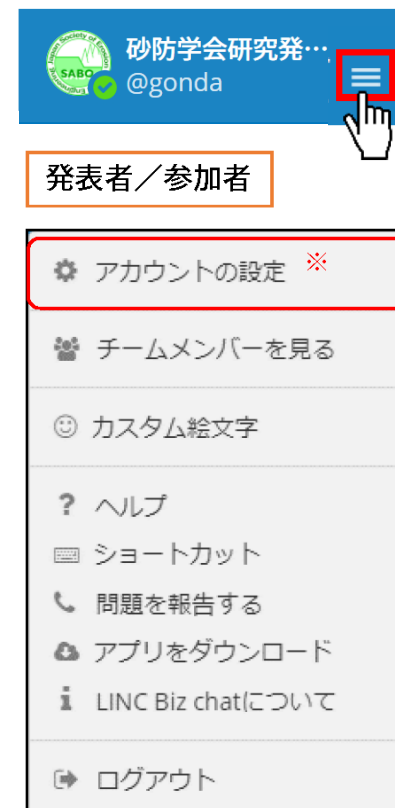 砂防学会研究発…
SABO
@gonda
発表者／参加者
アカウントの設定 ※
チームメンバーを見る
カスタム絵文字
? ヘルプ
ショートカット
問題を報告する
アプリをダウンロード
LINC Biz chatについて
ログアウト